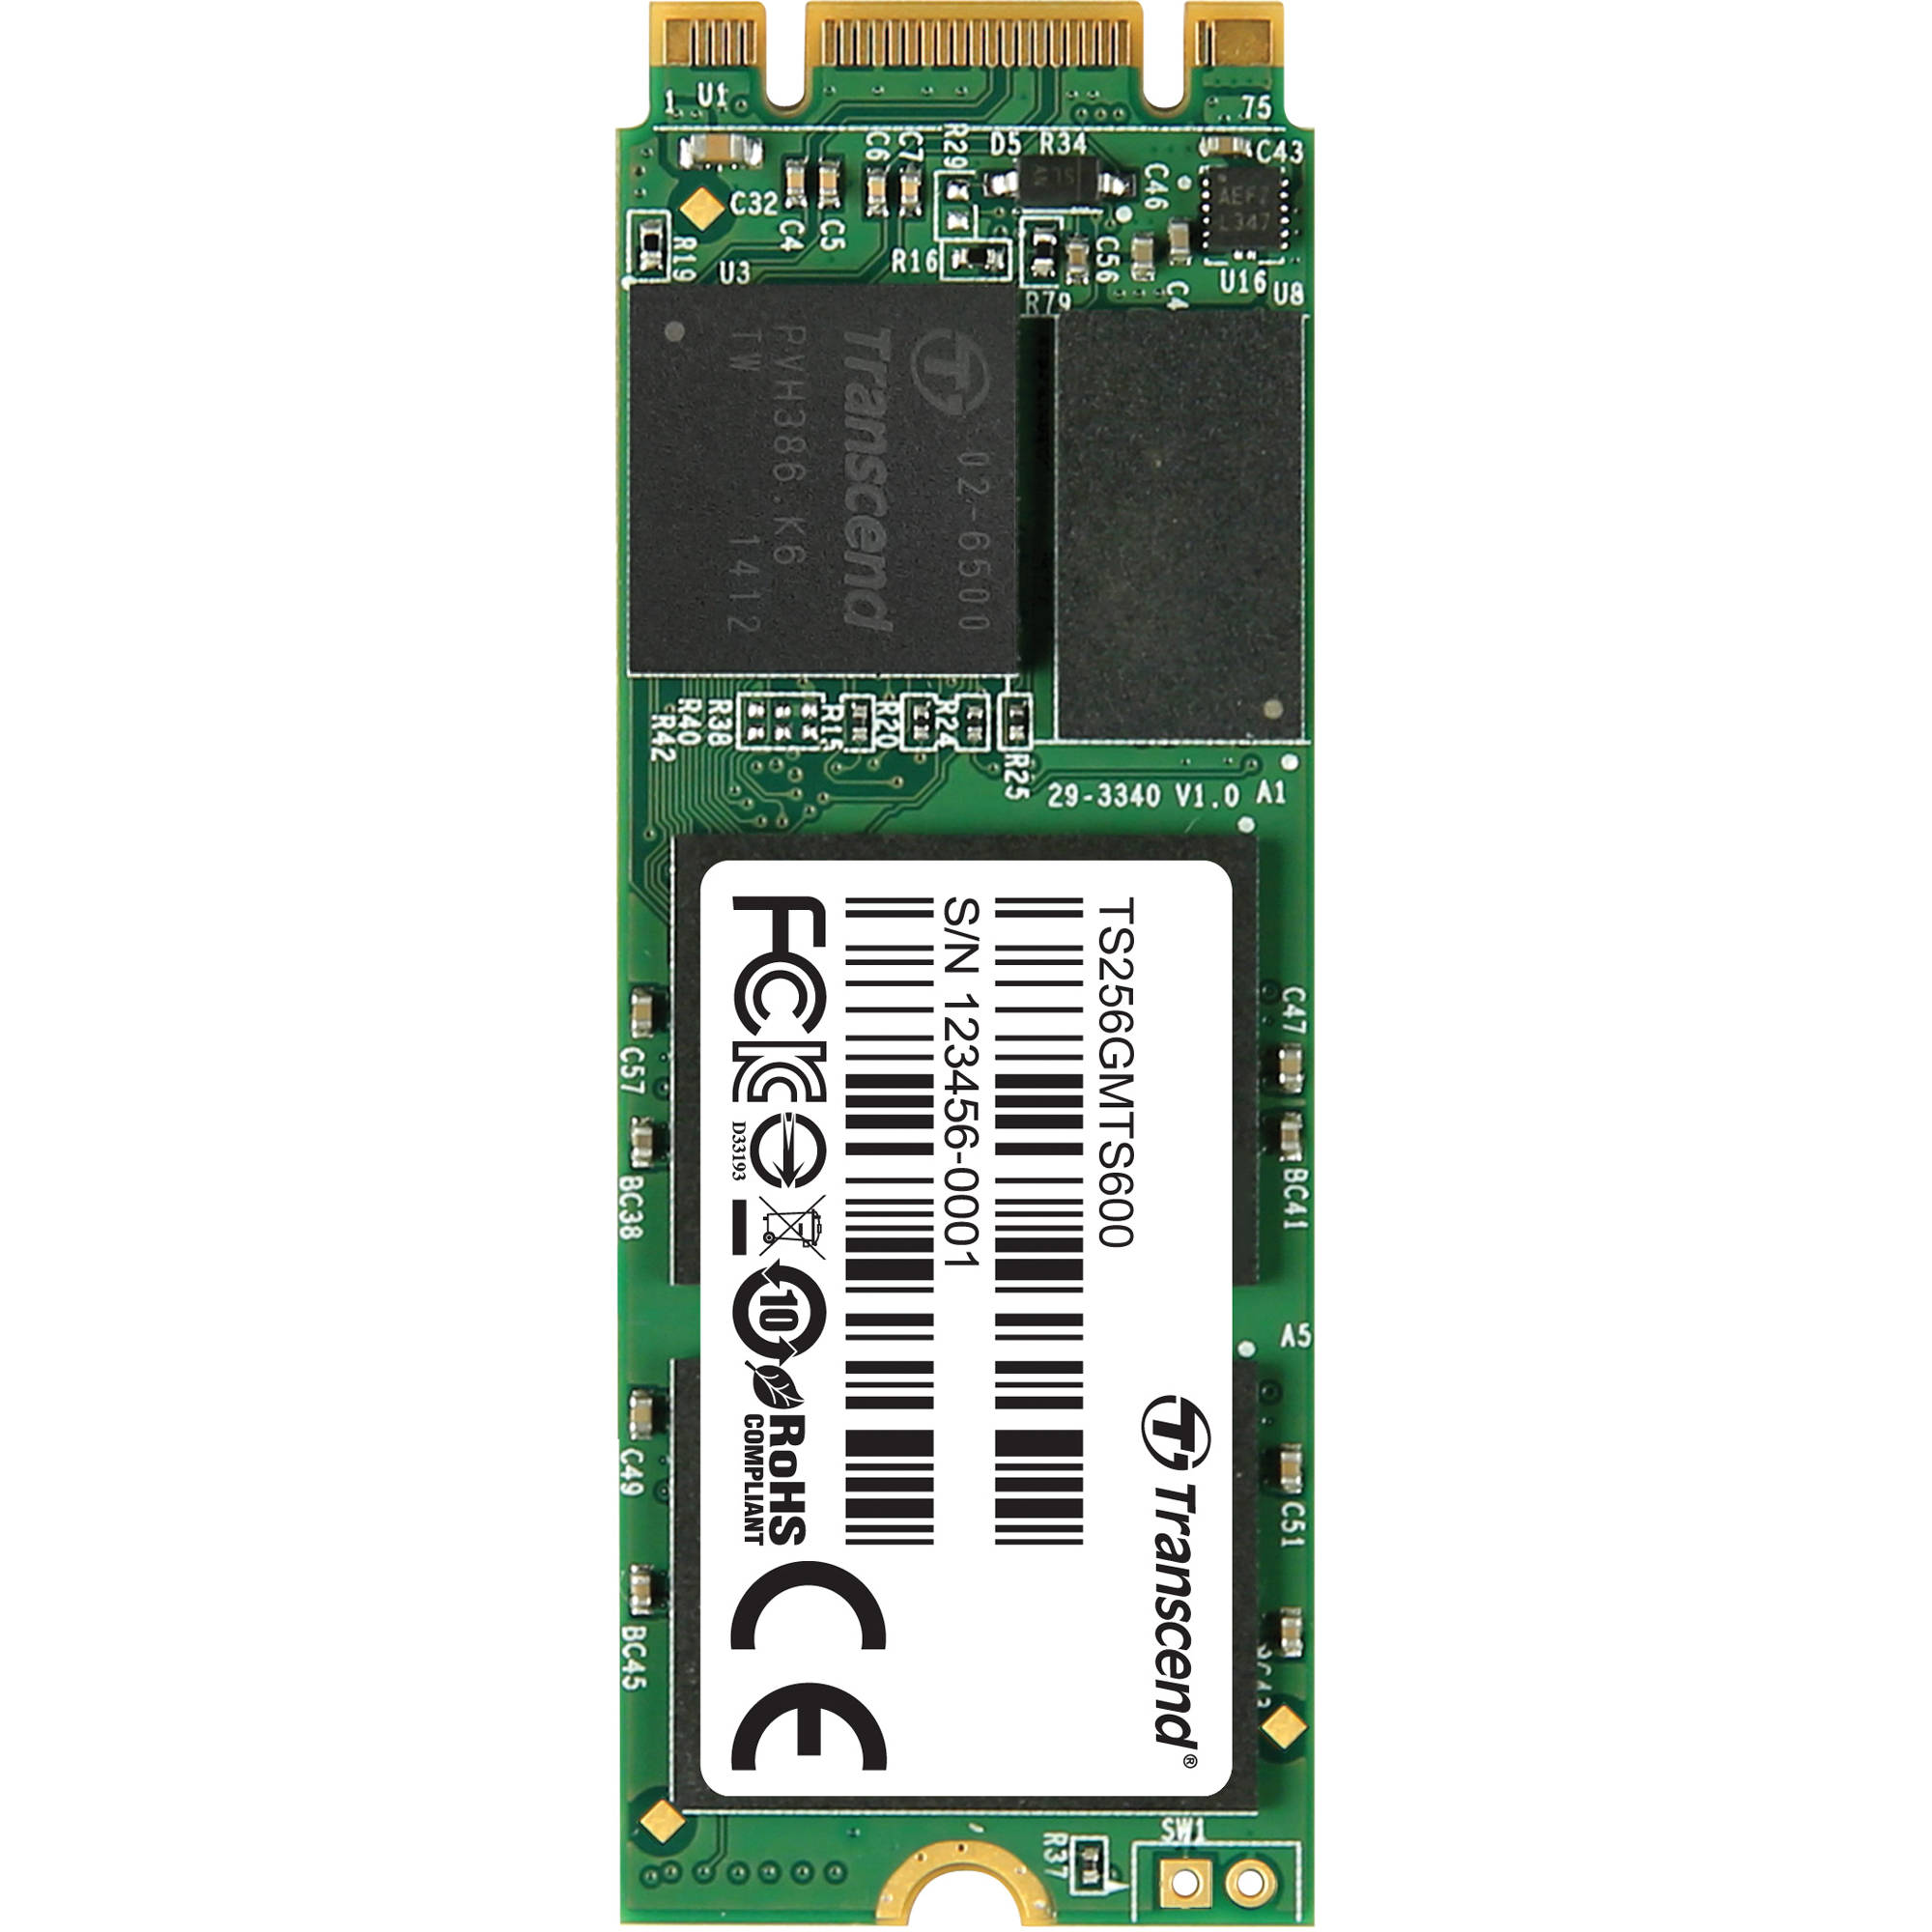 1 U1
75
R29
D5 R34
C6
C7
C43
C46
C32
C4
C5
AEF7
L347
R19
U3
R16
C56
C4
U16 U8
R79
02-6500
Transcend
PVH386.K6
TW 1412
R42
R40
R38
R15
R20
R24
R25
29-3340 V1.0 A1
Transcend®
TS256GMTS600
S/N 123456-0001
FC
D33193
10
RoHS
COMPLIANT
CE
C57
BC38
C47
BC41
A5
C49
BC45
C51
R37
SW1